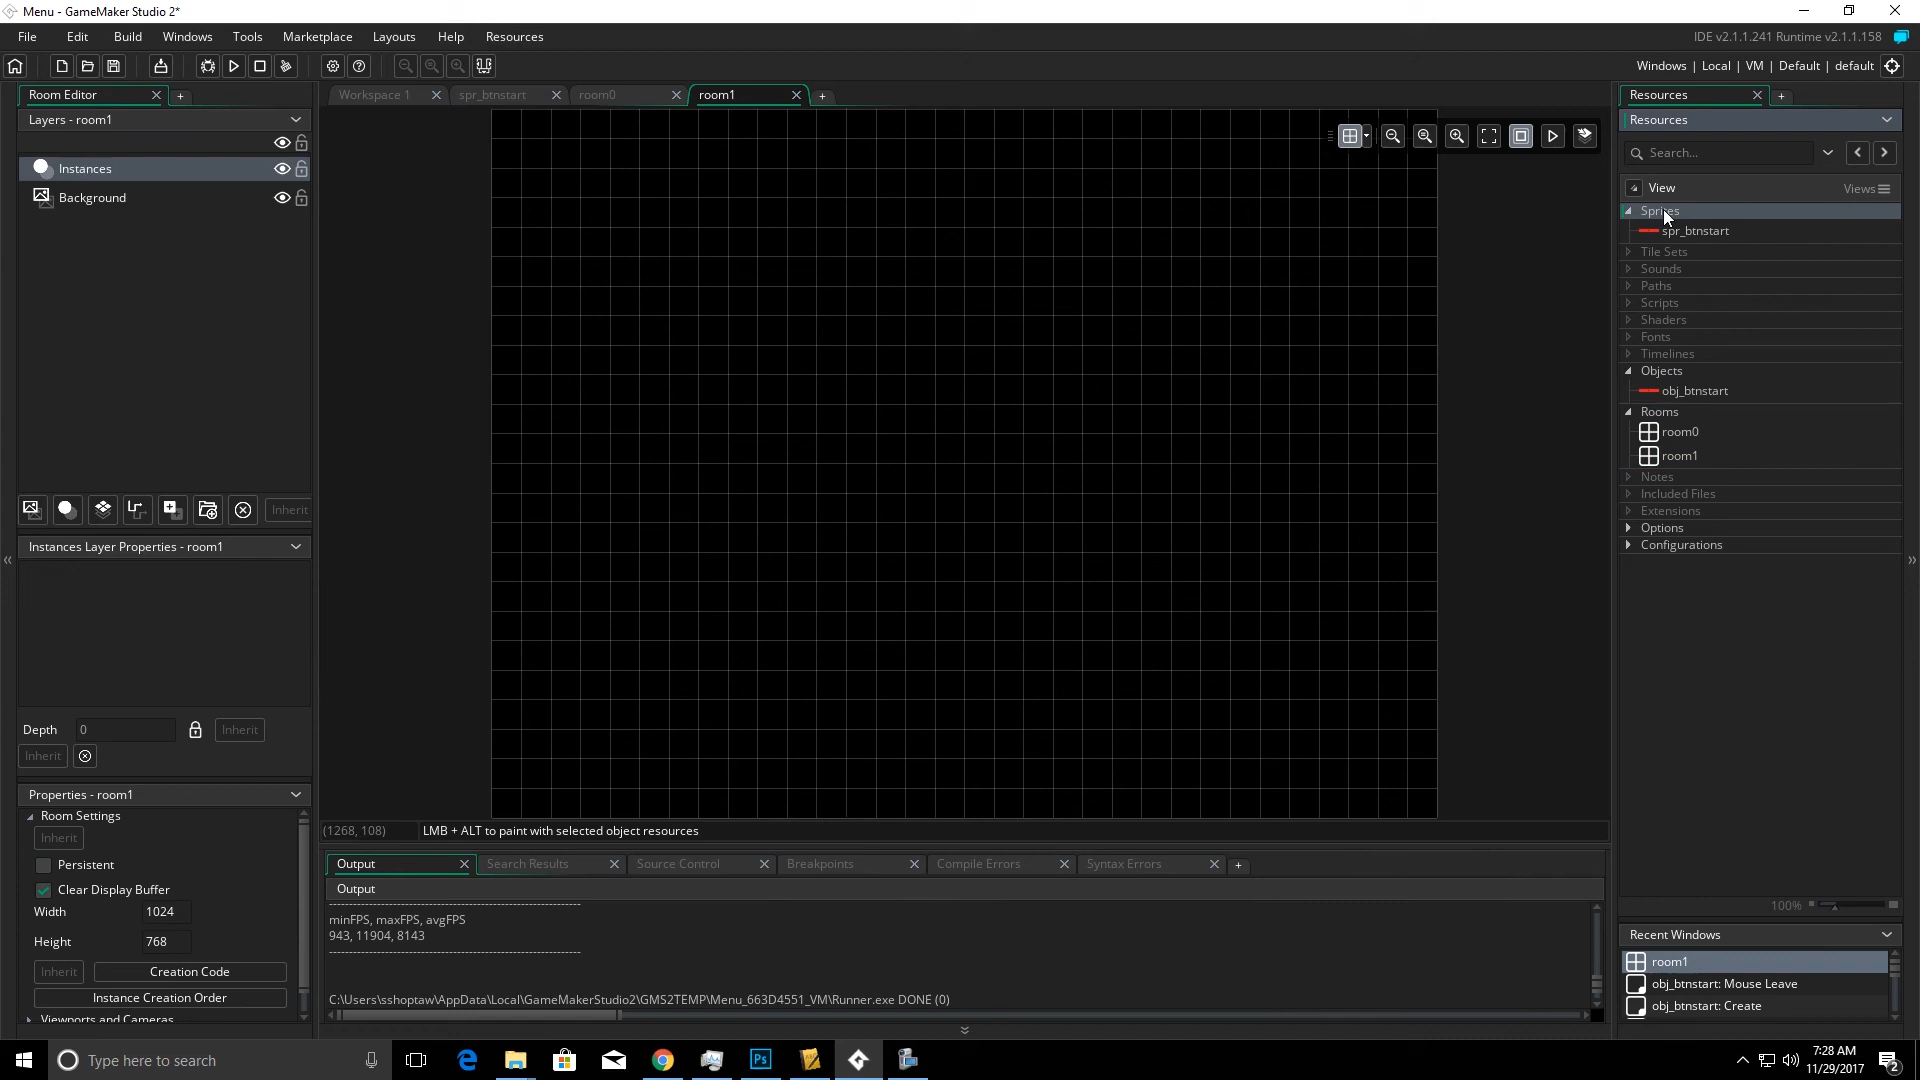 Menu - GameMaker Studio 2*
File Edit Build Windows Tools Marketplace Layouts Help Resources
IDE v2.1.1.241 Runtime v2.1.1.158
Windows | Local | VM | Default | default
Room Editor
Layers - room1
Instances
Background
Inherit
Instances Layer Properties - room1
Depth 0 Inherit
Inherit
Properties - room1
Room Settings
Inherit
Persistent
Clear Display Buffer
Width 1024
Height 768
Inherit Creation Code
Instance Creation Order
Viewports and Cameras
Workspace 1 spr_btnstart room0 room1
(1268, 108) LMB + ALT to paint with selected object resources
Output Search Results Source Control Breakpoints Compile Errors Syntax Errors
Output
minFPS, maxFPS, avgFPS
943, 11904, 8143
C:\Users\sshoptaw\AppData\Local\GameMakerStudio2\GMS2TEMP\Menu_663D4551_VM\Runner.exe DONE (0)
Resources
Resources
Search...
View Views
Sprites
spr_btnstart
Tile Sets
Sounds
Paths
Scripts
Shaders
Fonts
Timelines
Objects
obj_btnstart
Rooms
room0
room1
Notes
Included Files
Extensions
Options
Configurations
100%
Recent Windows
room1
obj_btnstart: Mouse Leave
obj_btnstart: Create
Type here to search
Ps
7:28 AM
11/29/2017
2